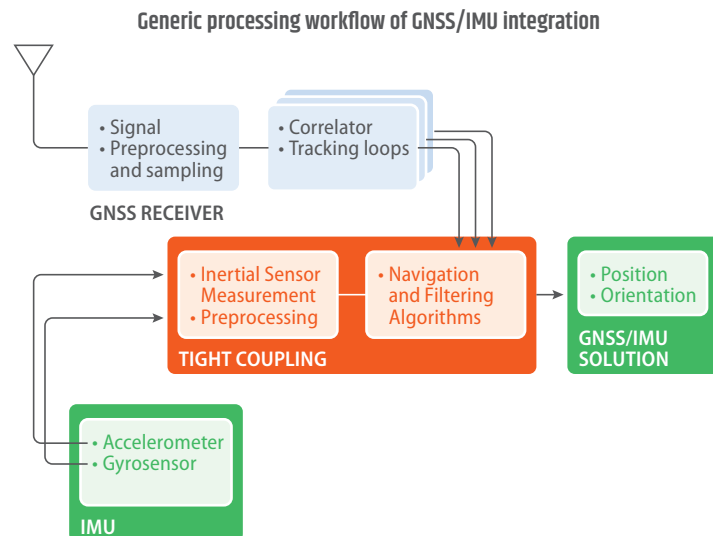 Generic processing workflow of GNSS/IMU integration
• Signal
• Preprocessing
and sampling
• Correlator
• Tracking loops
GNSS RECEIVER
• Inertial Sensor
Measurement
• Preprocessing
• Navigation
and Filtering
Algorithms
TIGHT COUPLING
• Position
• Orientation
GNSS/IMU
SOLUTION
• Accelerometer
• Gyrosensor
IMU